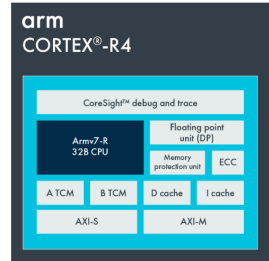 arm
CORTEX®-R4
CoreSight™ debug and trace
Armv7-R
32B CPU
Floating point
unit (DP)
Memory
protection unit
ECC
A TCM
B TCM
D cache
I cache
AXI-S
AXI-M